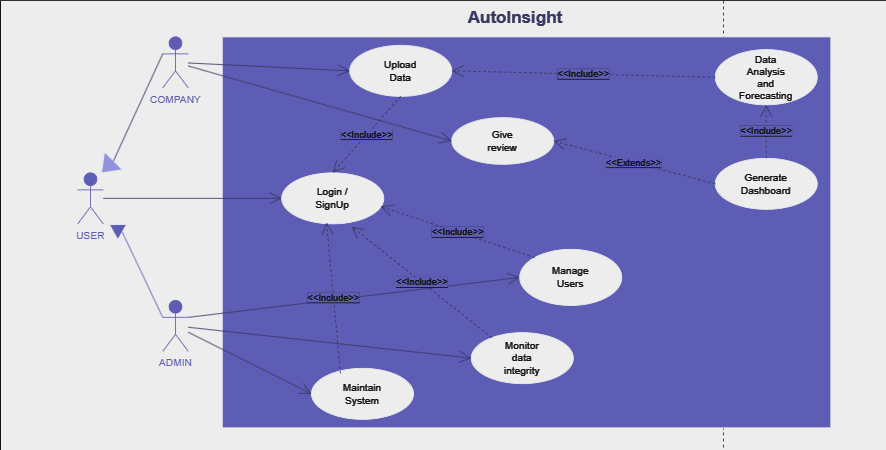 AutoInsight
COMPANY
Upload
Data
<<Include>>
Data
Analysis
and
Forecasting
<<Include>>
Give
review
<<Include>>
<<Extends>>
Generate
Dashboard
USER
Login /
SignUp
<<Include>>
Manage
Users
<<Include>>
<<Include>>
ADMIN
Monitor
data
integrity
Maintain
System